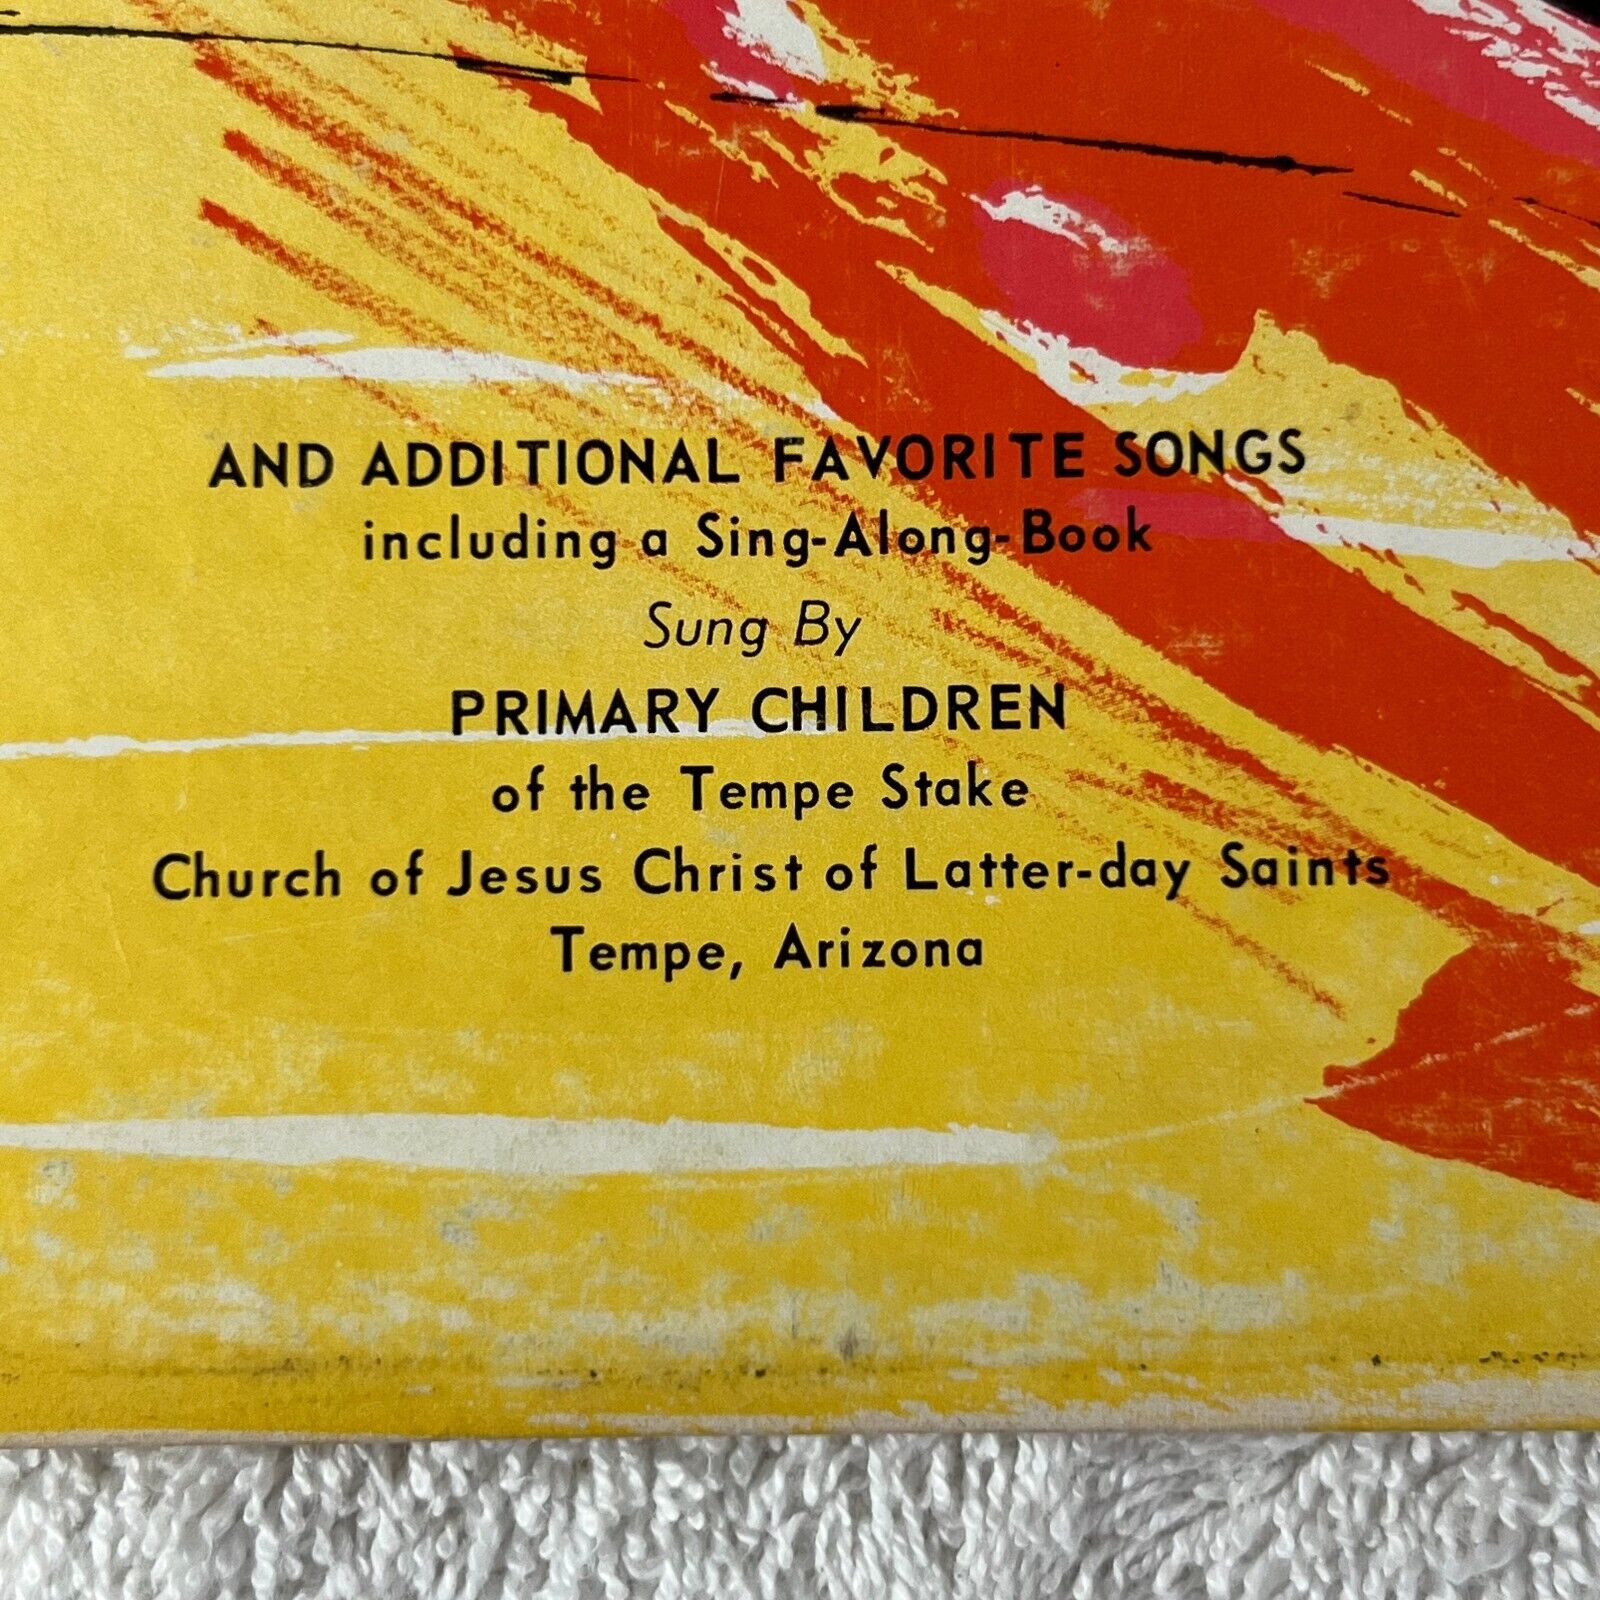 AND ADDITIONAL FAVORITE SONGS
including a Sing-Along-Book
Sung By
PRIMARY CHILDREN
of the Tempe Stake
Church of Jesus Christ of Latter-day Saints
Tempe, Arizona